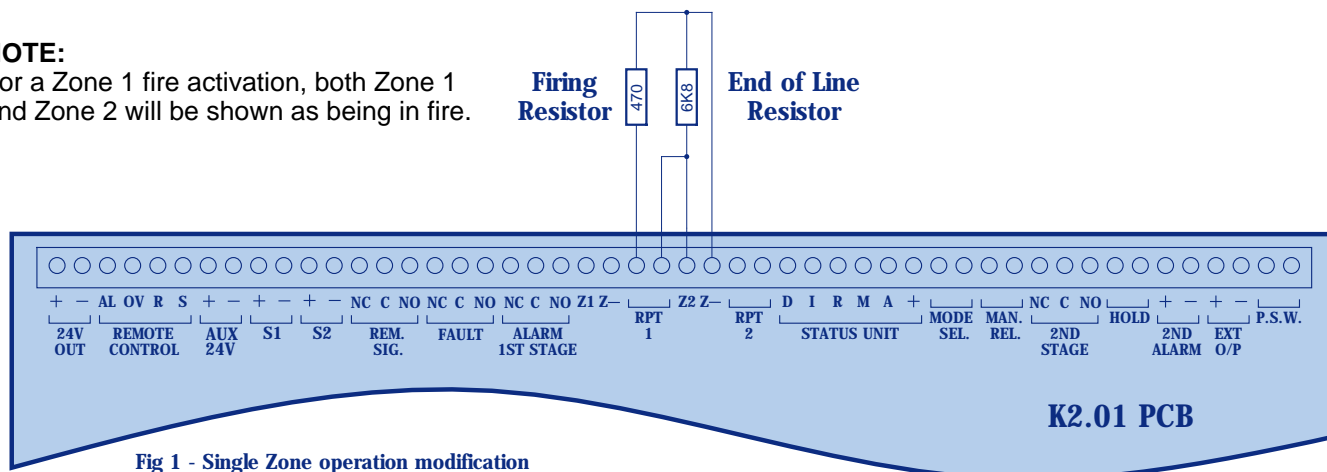 OTE:
or a Zone 1 fire activation, both Zone 1
nd Zone 2 will be shown as being in fire.
Firing
Resistor
470
6K8
End of Line
Resistor
+ − AL OV R S + − + − + − NC C NO NC C NO NC C NO Z1 Z− Z2 Z− D I R M A + NC C NO + − + −
24V OUT
REMOTE CONTROL
AUX 24V
S1
S2
REM. SIG.
FAULT
ALARM 1ST STAGE
RPT 1
RPT 2
STATUS UNIT
MODE SEL.
MAN. REL.
2ND STAGE
HOLD
2ND ALARM
EXT O/P
P.S.W.
K2.01 PCB
Fig 1 - Single Zone operation modification